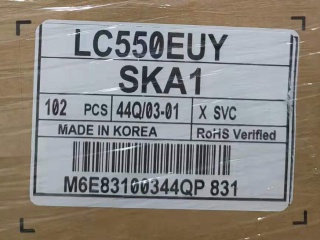 LC550EUY
SKA1
102 PCS 44Q/03-01 X SVC
MADE IN KOREA RoHS Verified
M6E83100344QP 831